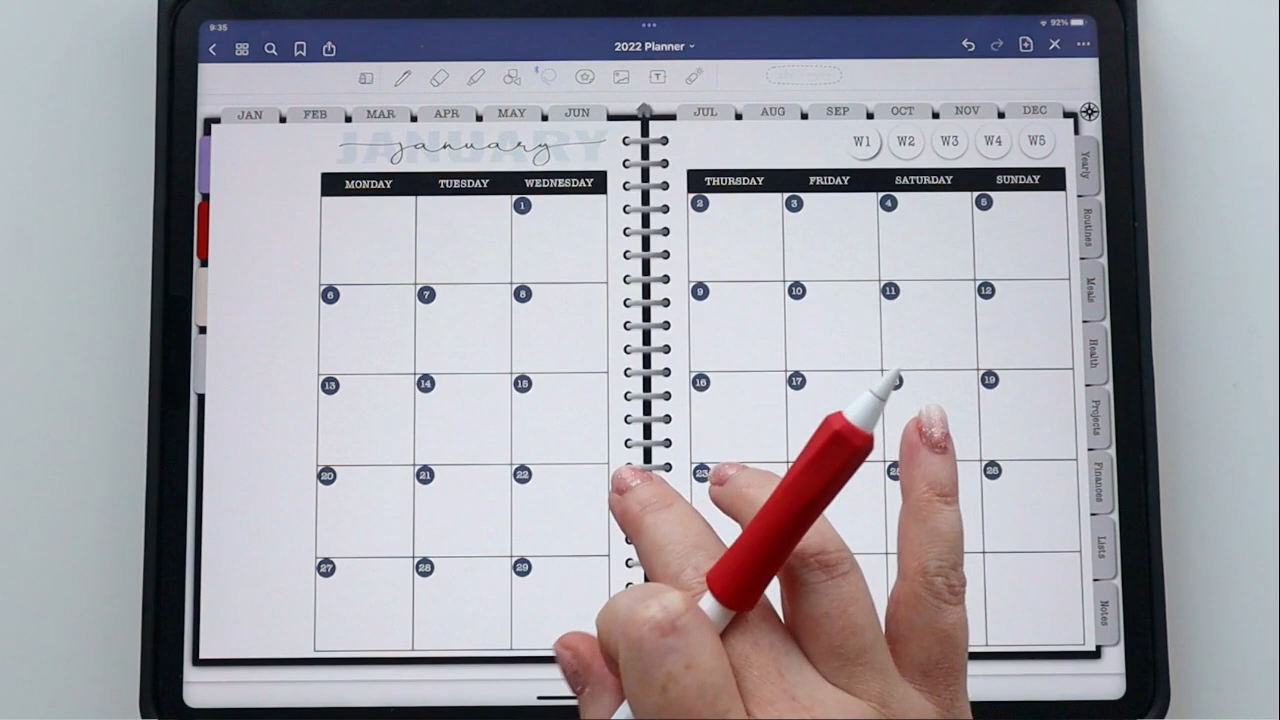 9:35
92%
2022 Planner
JAN FEB MAR APR MAY JUN JUL AUG SEP OCT NOV DEC
JANUARY
january
W1 W2 W3 W4 W5
MONDAY TUESDAY WEDNESDAY THURSDAY FRIDAY SATURDAY SUNDAY
1 2 3 4 5
6 7 8 9 10 11 12
13 14 15 16 17 19
20 21 22 23 26
27 28 29
Yearly
Routines
Meals
Health
Projects
Finances
Lists
Notes